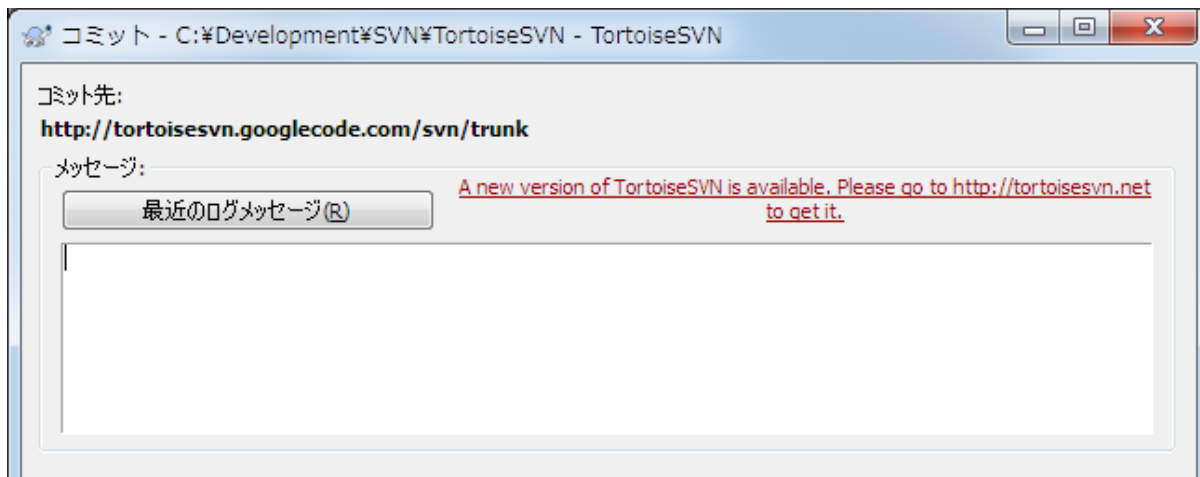 コミット - C:¥Development¥SVN¥TortoiseSVN - TortoiseSVN
コミット先:
http://tortoisesvn.googlecode.com/svn/trunk
メッセージ:
最近のログメッセージ(R)
A new version of TortoiseSVN is available. Please go to http://tortoisesvn.net
to get it.